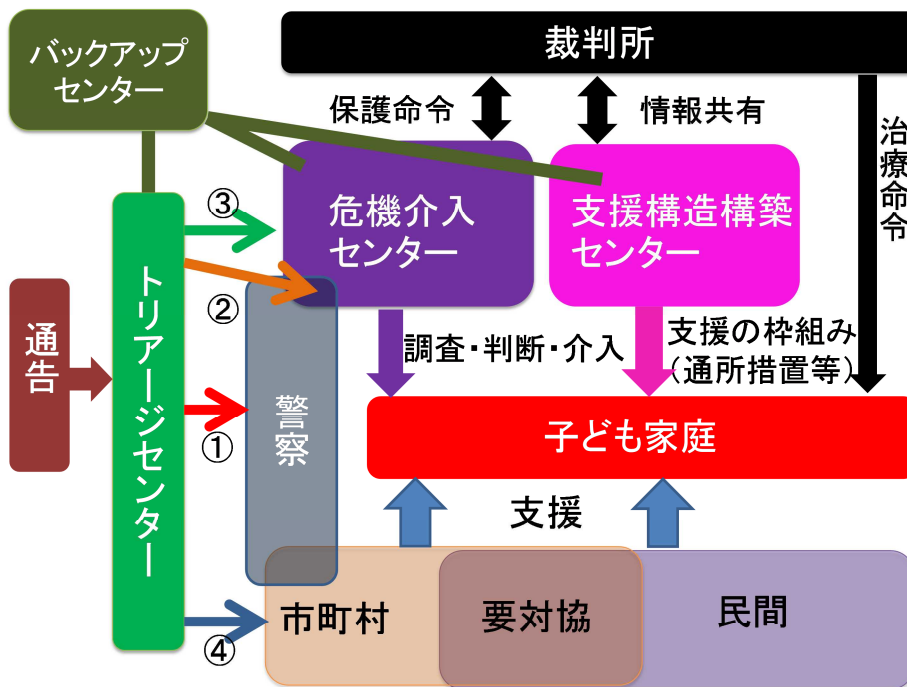 バックアップ
センター
裁判所
保護命令
情報共有
治療命令
③
危機介入
センター
支援構造構築
センター
トリアージセンター
②
通告
調査・判断・介入
支援の枠組み
（通所措置等）
①
警察
子ども家庭
支援
④
市町村
要対協
民間